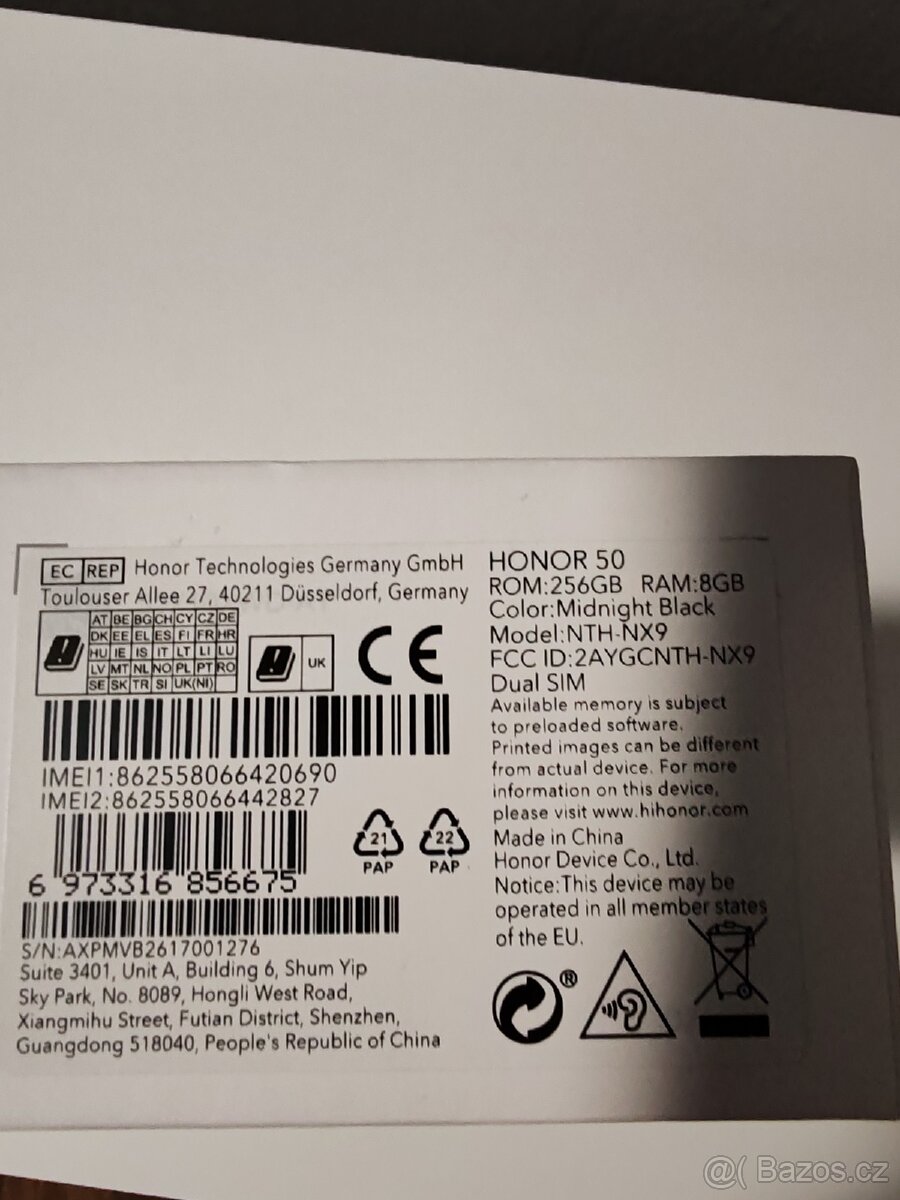 EC REP Honor Technologies Germany GmbH
Toulouser Allee 27, 40211 Düsseldorf, Germany
AT BE BG CH CY CZ DE
DK EE EL ES FI FR HR
HU IE IS IT LT LI LU
LV MT NL NO PL PT RO
SE SK TR SI UK(NI)
UK
CE
IMEI1:862558066420690
IMEI2:862558066442827
6 973316 856675
21
PAP
22
PAP
S/N:AXPMVB2617001276
Suite 3401, Unit A, Building 6, Shum Yip
Sky Park, No. 8089, Hongli West Road,
Xiangmihu Street, Futian District, Shenzhen,
Guangdong 518040, People's Republic of China
HONOR 50
ROM:256GB RAM:8GB
Color:Midnight Black
Model:NTH-NX9
FCC ID:2AYGCNTH-NX9
Dual SIM
Available memory is subject
to preloaded software.
Printed images can be different
from actual device. For more
information on this device,
please visit www.hihonor.com
Made in China
Honor Device Co., Ltd.
Notice:This device may be
operated in all member states
of the EU.
®
@( Bazos.cz